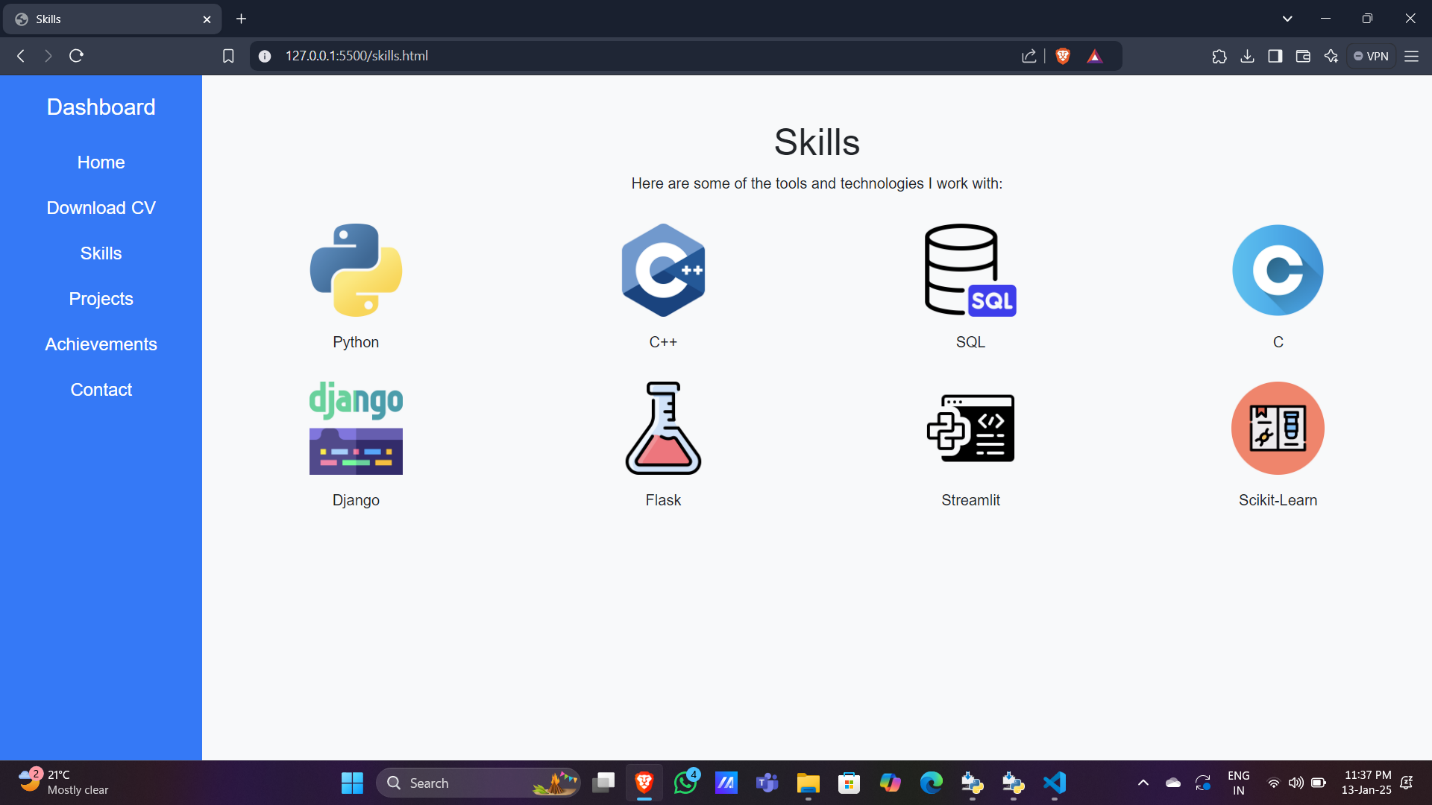 Skills
127.0.0.1:5500/skills.html
VPN
Dashboard
Home
Download CV
Skills
Projects
Achievements
Contact
Skills
Here are some of the tools and technologies I work with:
C++
SQL
C
Python
C++
SQL
C
django
Django
Flask
Streamlit
Scikit-Learn
2
21°C
Mostly clear
Search
4
ENG
IN
11:37 PM
13-Jan-25